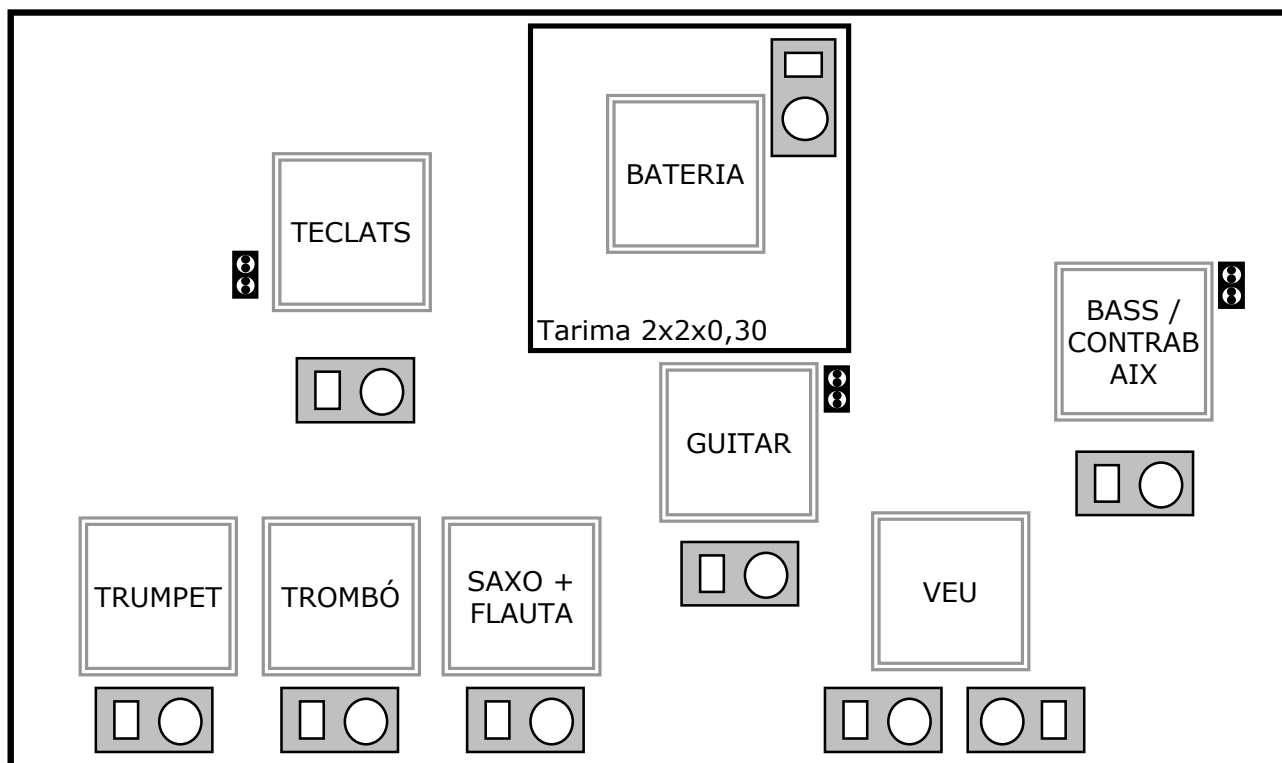 BATERIA
TECLATS
Tarima 2x2x0,30
BASS /
CONTRAB
AIX
GUITAR
TRUMPET
TROMBÓ
SAXO +
FLAUTA
VEU